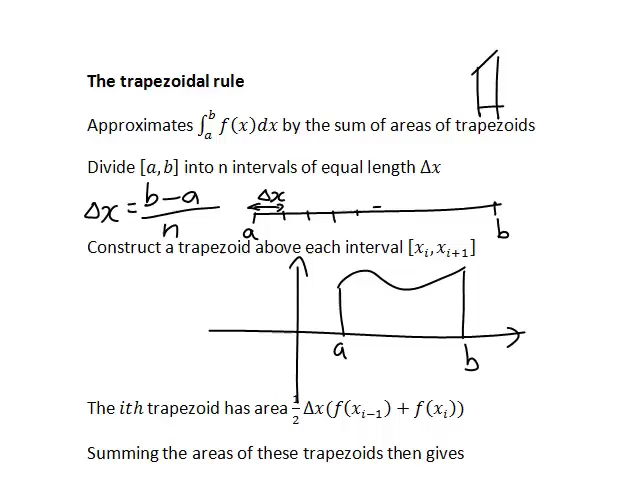 The trapezoidal rule
Approximates ∫_a^b f(x)dx by the sum of areas of trapezoids
Divide [a, b] into n intervals of equal length Δx
Δx = (b-a)/n
Δx
a b
Construct a trapezoid above each interval [x_i, x_{i+1}]
a b
The ith trapezoid has area 1/2 Δx(f(x_{i-1}) + f(x_i))
Summing the areas of these trapezoids then gives